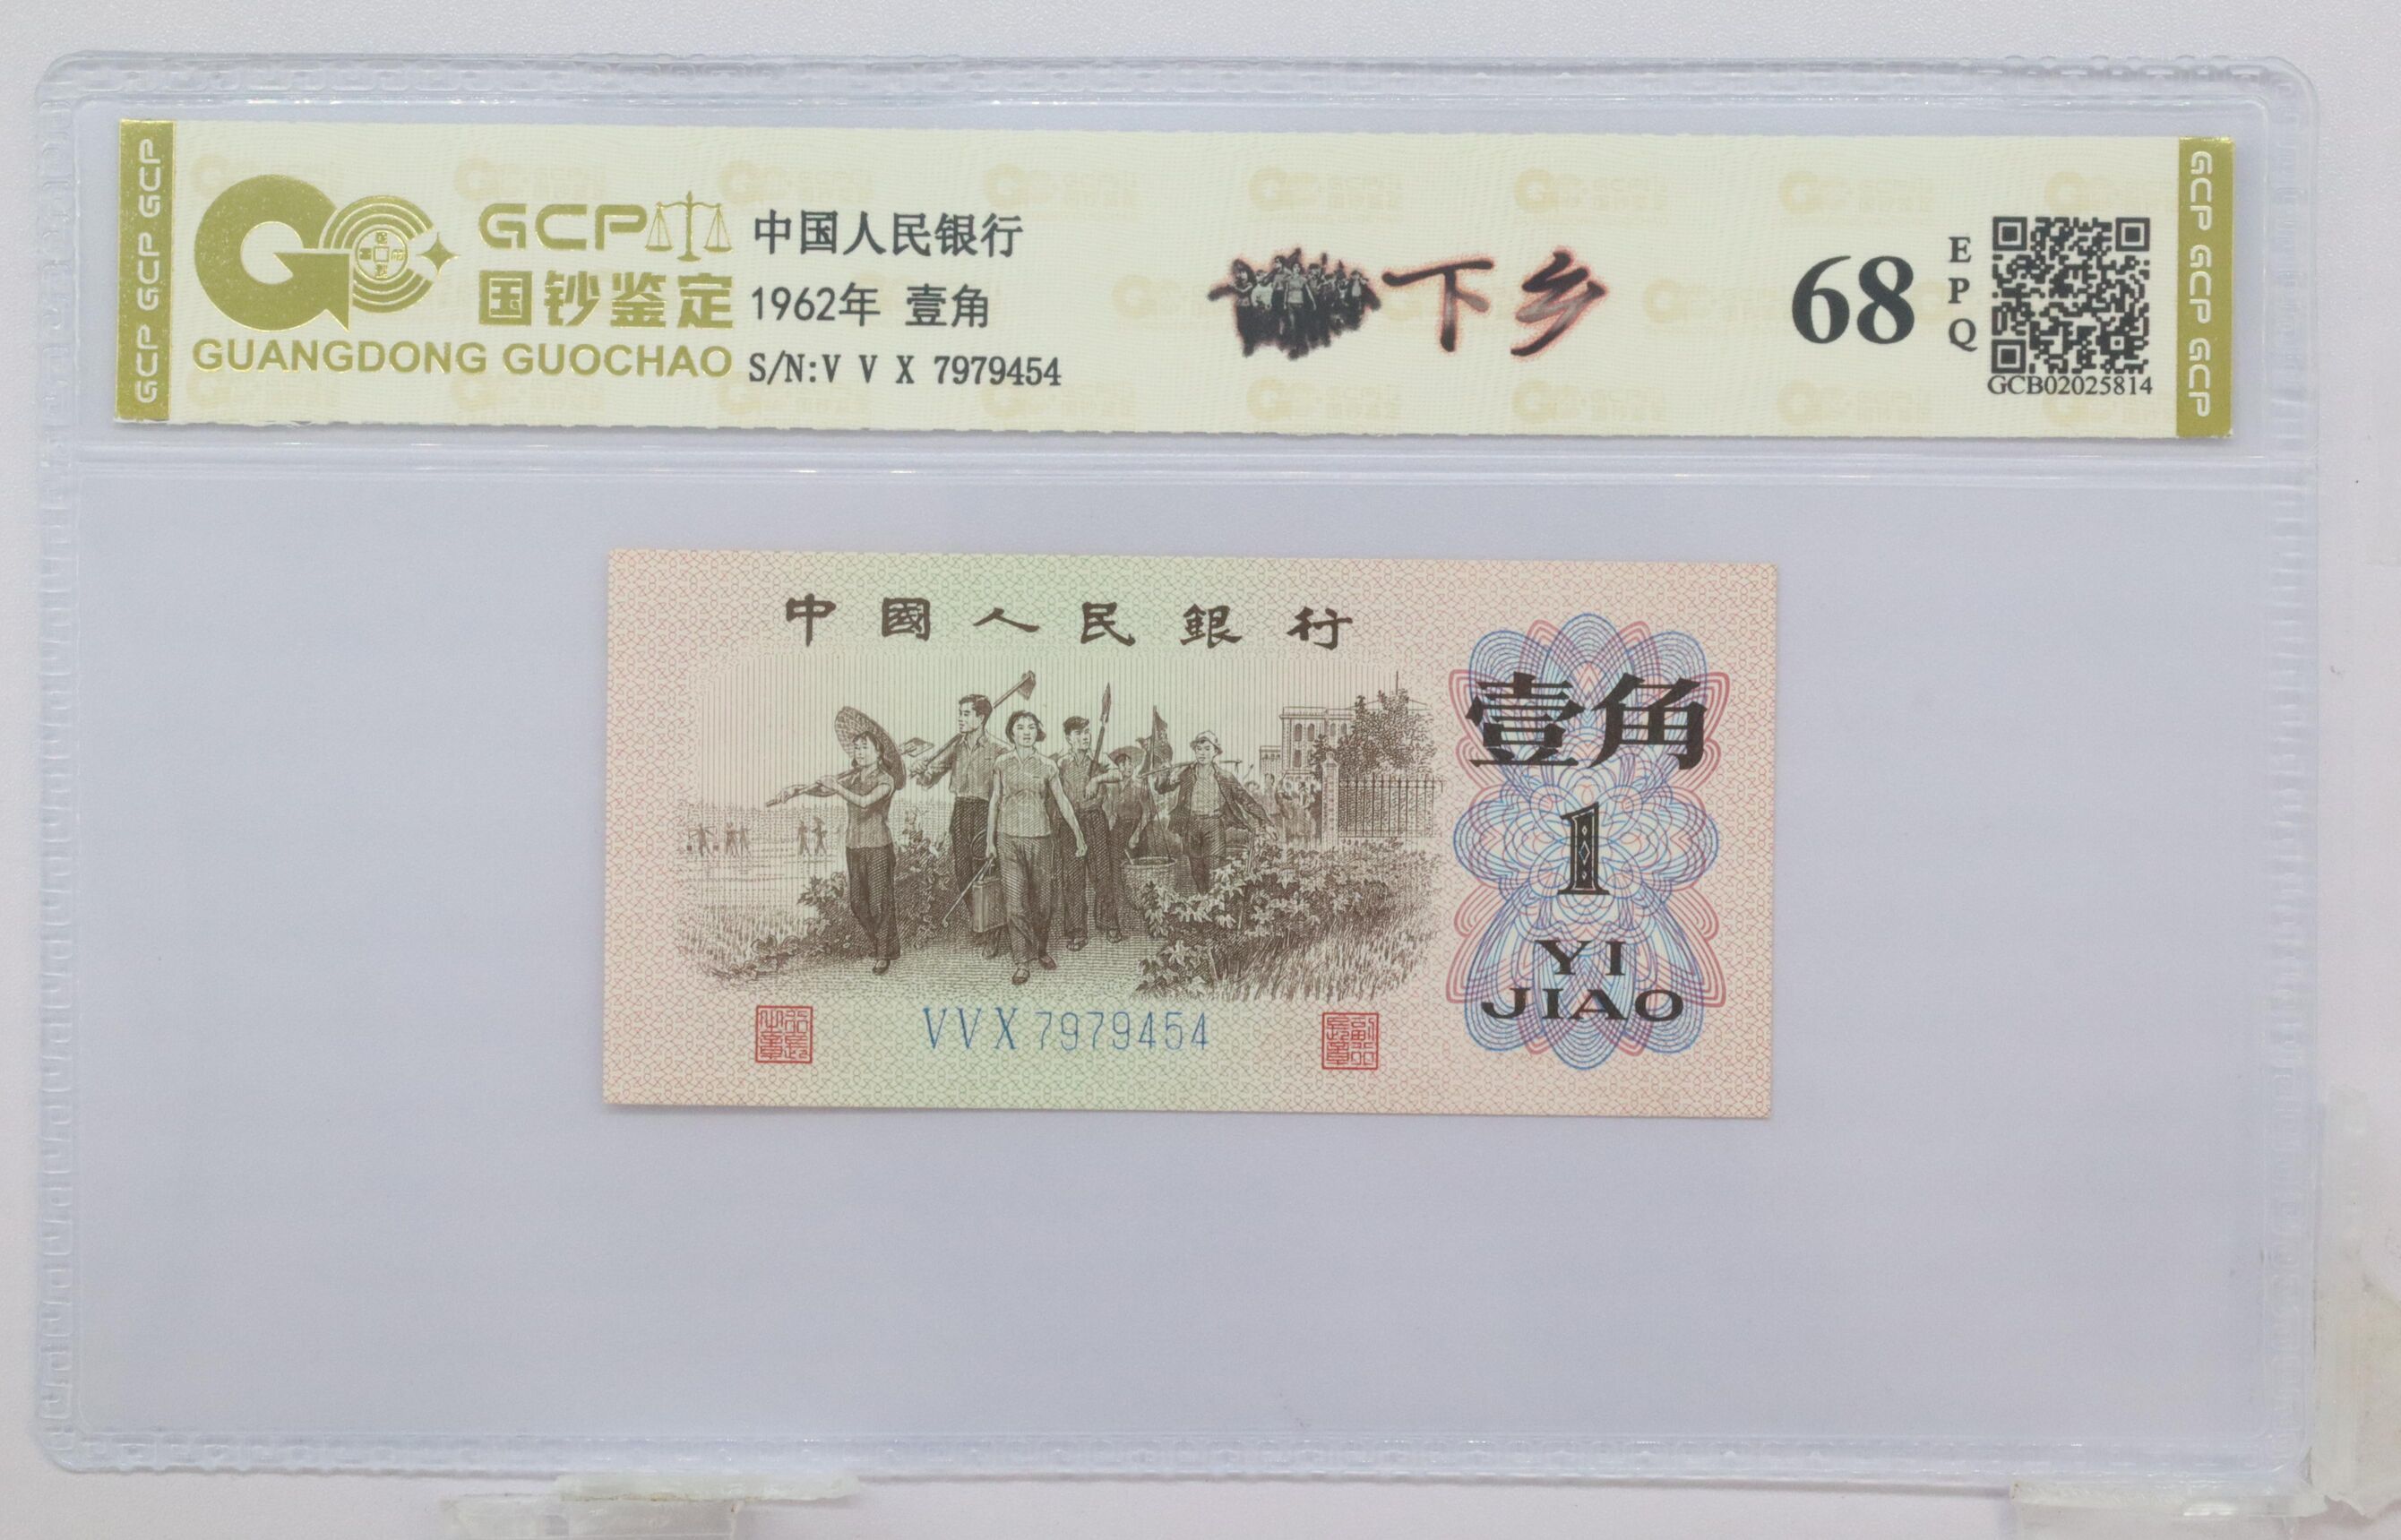 GCP GCP GCP
GCP
国钞鉴定
GUANGDONG GUOCHAO
中国人民银行
1962年 壹角
S/N:V V X 7979454
下乡
68
EPQ
GCB02025814
GCP GCP GCP
中國人民銀行
壹角
1
YI
JIAO
VVX7979454